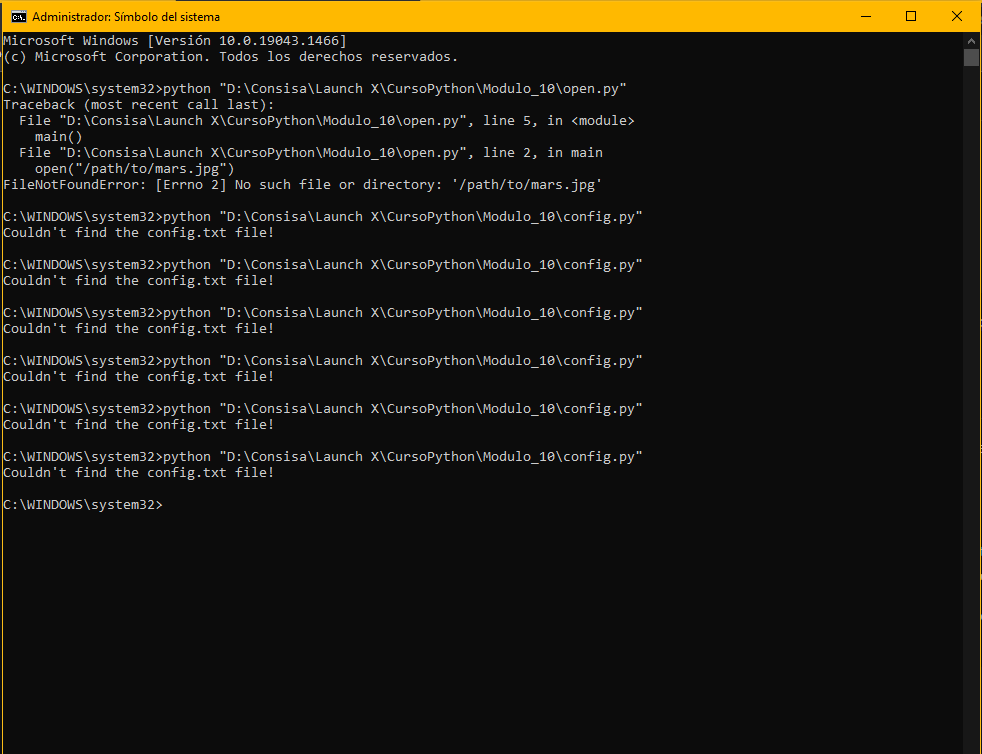 Administrador: Símbolo del sistema
Microsoft Windows [Versión 10.0.19043.1466]
(c) Microsoft Corporation. Todos los derechos reservados.
C:\WINDOWS\system32>python "D:\Consisa\Launch X\CursoPython\Modulo_10\open.py"
Traceback (most recent call last):
  File "D:\Consisa\Launch X\CursoPython\Modulo_10\open.py", line 5, in <module>
    main()
  File "D:\Consisa\Launch X\CursoPython\Modulo_10\open.py", line 2, in main
    open("/path/to/mars.jpg")
FileNotFoundError: [Errno 2] No such file or directory: '/path/to/mars.jpg'
C:\WINDOWS\system32>python "D:\Consisa\Launch X\CursoPython\Modulo_10\config.py"
Couldn't find the config.txt file!
C:\WINDOWS\system32>python "D:\Consisa\Launch X\CursoPython\Modulo_10\config.py"
Couldn't find the config.txt file!
C:\WINDOWS\system32>python "D:\Consisa\Launch X\CursoPython\Modulo_10\config.py"
Couldn't find the config.txt file!
C:\WINDOWS\system32>python "D:\Consisa\Launch X\CursoPython\Modulo_10\config.py"
Couldn't find the config.txt file!
C:\WINDOWS\system32>python "D:\Consisa\Launch X\CursoPython\Modulo_10\config.py"
Couldn't find the config.txt file!
C:\WINDOWS\system32>python "D:\Consisa\Launch X\CursoPython\Modulo_10\config.py"
Couldn't find the config.txt file!
C:\WINDOWS\system32>